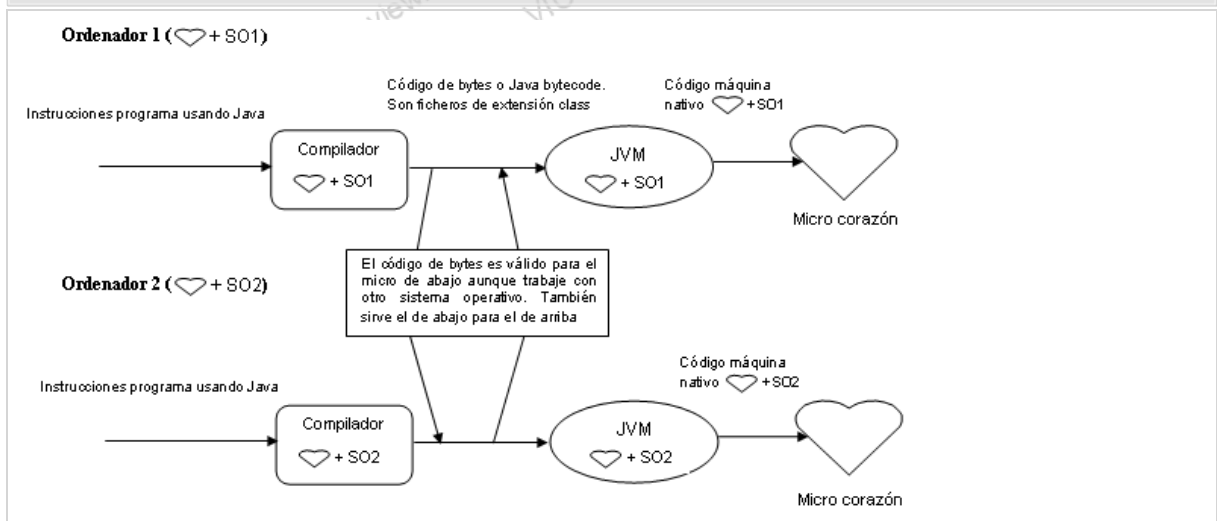 Ordenador 1 ( + SO1)
Código de bytes o Java bytecode.
Son ficheros de extensión class
Código máquina
nativo +SO1
Instrucciones programa usando Java
Compilador
+ SO1
JVM
+ SO1
Micro corazón
El código de bytes es válido para el
micro de abajo aunque trabaje con
otro sistema operativo. También
sirve el de abajo para el de arriba
Ordenador 2 ( + SO2)
Código máquina
nativo +SO2
Instrucciones programa usando Java
Compilador
+ SO2
JVM
+ SO2
Micro corazón